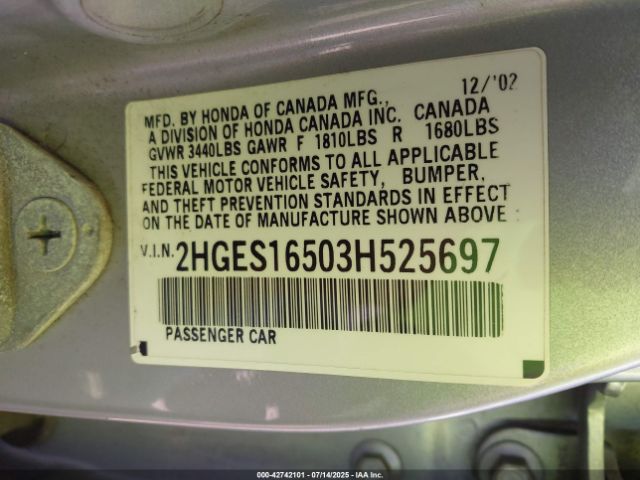 12/'02
MFD. BY HONDA OF CANADA MFG.,
A DIVISION OF HONDA CANADA INC. CANADA
GVWR 3440LBS GAWR F 1810LBS R 1680LBS
THIS VEHICLE CONFORMS TO ALL APPLICABLE
FEDERAL MOTOR VEHICLE SAFETY, BUMPER,
AND THEFT PREVENTION STANDARDS IN EFFECT
ON THE DATE OF MANUFACTURE SHOWN ABOVE.
V.I.N. 2HGES16503H525697
PASSENGER CAR
000-42742101 - 07/14/2025 - IAA Inc.